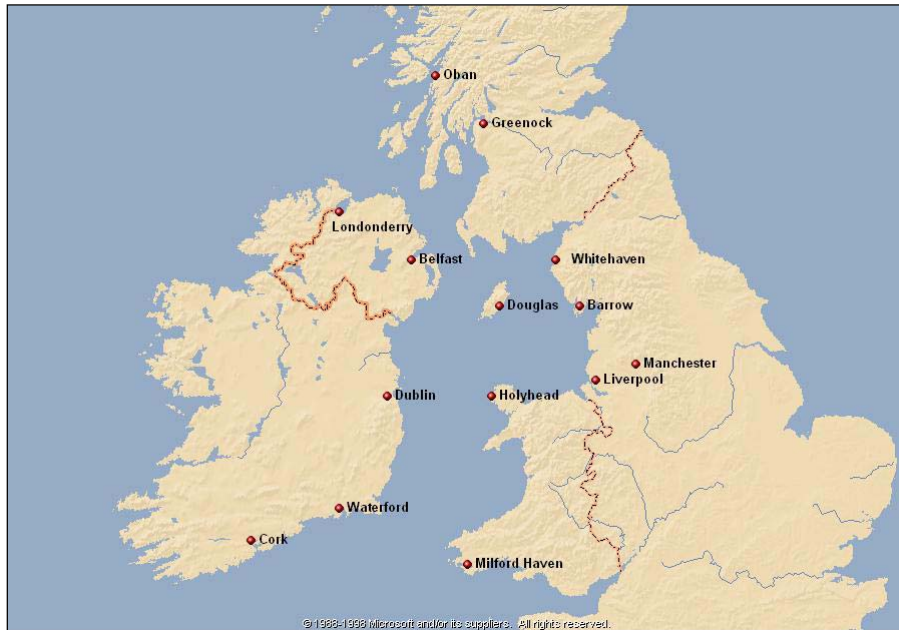 Oban
Greenock
Londonderry
Belfast
Whitehaven
Douglas
Barrow
Manchester
Liverpool
Dublin
Holyhead
Waterford
Cork
Milford Haven
© 1988-1998 Microsoft and/or its suppliers. All rights reserved.